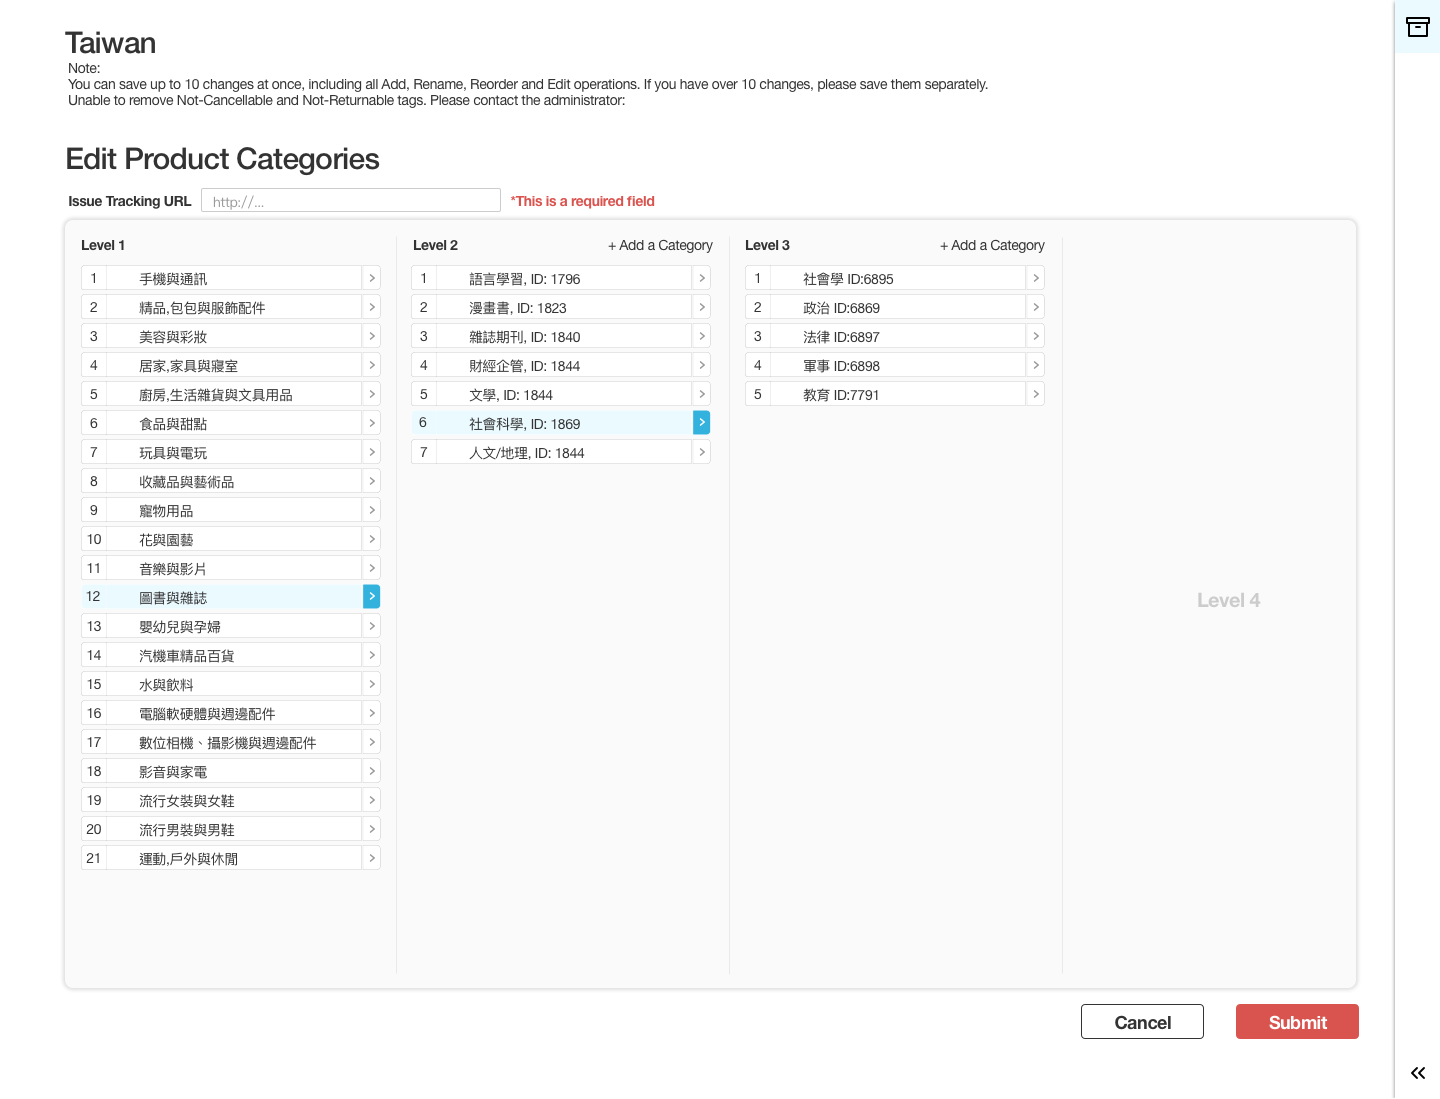 Taiwan
Note:
You can save up to 10 changes at once, including all Add, Rename, Reorder and Edit operations. If you have over 10 changes, please save them separately.
Unable to remove Not-Cancellable and Not-Returnable tags. Please contact the administrator:
Edit Product Categories
Issue Tracking URL http://... *This is a required field
Level 1
1 手機與通訊
2 精品,包包與服飾配件
3 美容與彩妝
4 居家,家具與寢室
5 廚房,生活雜貨與文具用品
6 食品與甜點
7 玩具與電玩
8 收藏品與藝術品
9 寵物用品
10 花與園藝
11 音樂與影片
12 圖書與雜誌
13 嬰幼兒與孕婦
14 汽機車精品百貨
15 水與飲料
16 電腦軟硬體與週邊配件
17 數位相機、攝影機與週邊配件
18 影音與家電
19 流行女裝與女鞋
20 流行男裝與男鞋
21 運動,戶外與休閒
Level 2 + Add a Category
1 語言學習, ID: 1796
2 漫畫書, ID: 1823
3 雜誌期刊, ID: 1840
4 財經企管, ID: 1844
5 文學, ID: 1844
6 社會科學, ID: 1869
7 人文/地理, ID: 1844
Level 3 + Add a Category
1 社會學 ID:6895
2 政治 ID:6869
3 法律 ID:6897
4 軍事 ID:6898
5 教育 ID:7791
Level 4
Cancel
Submit